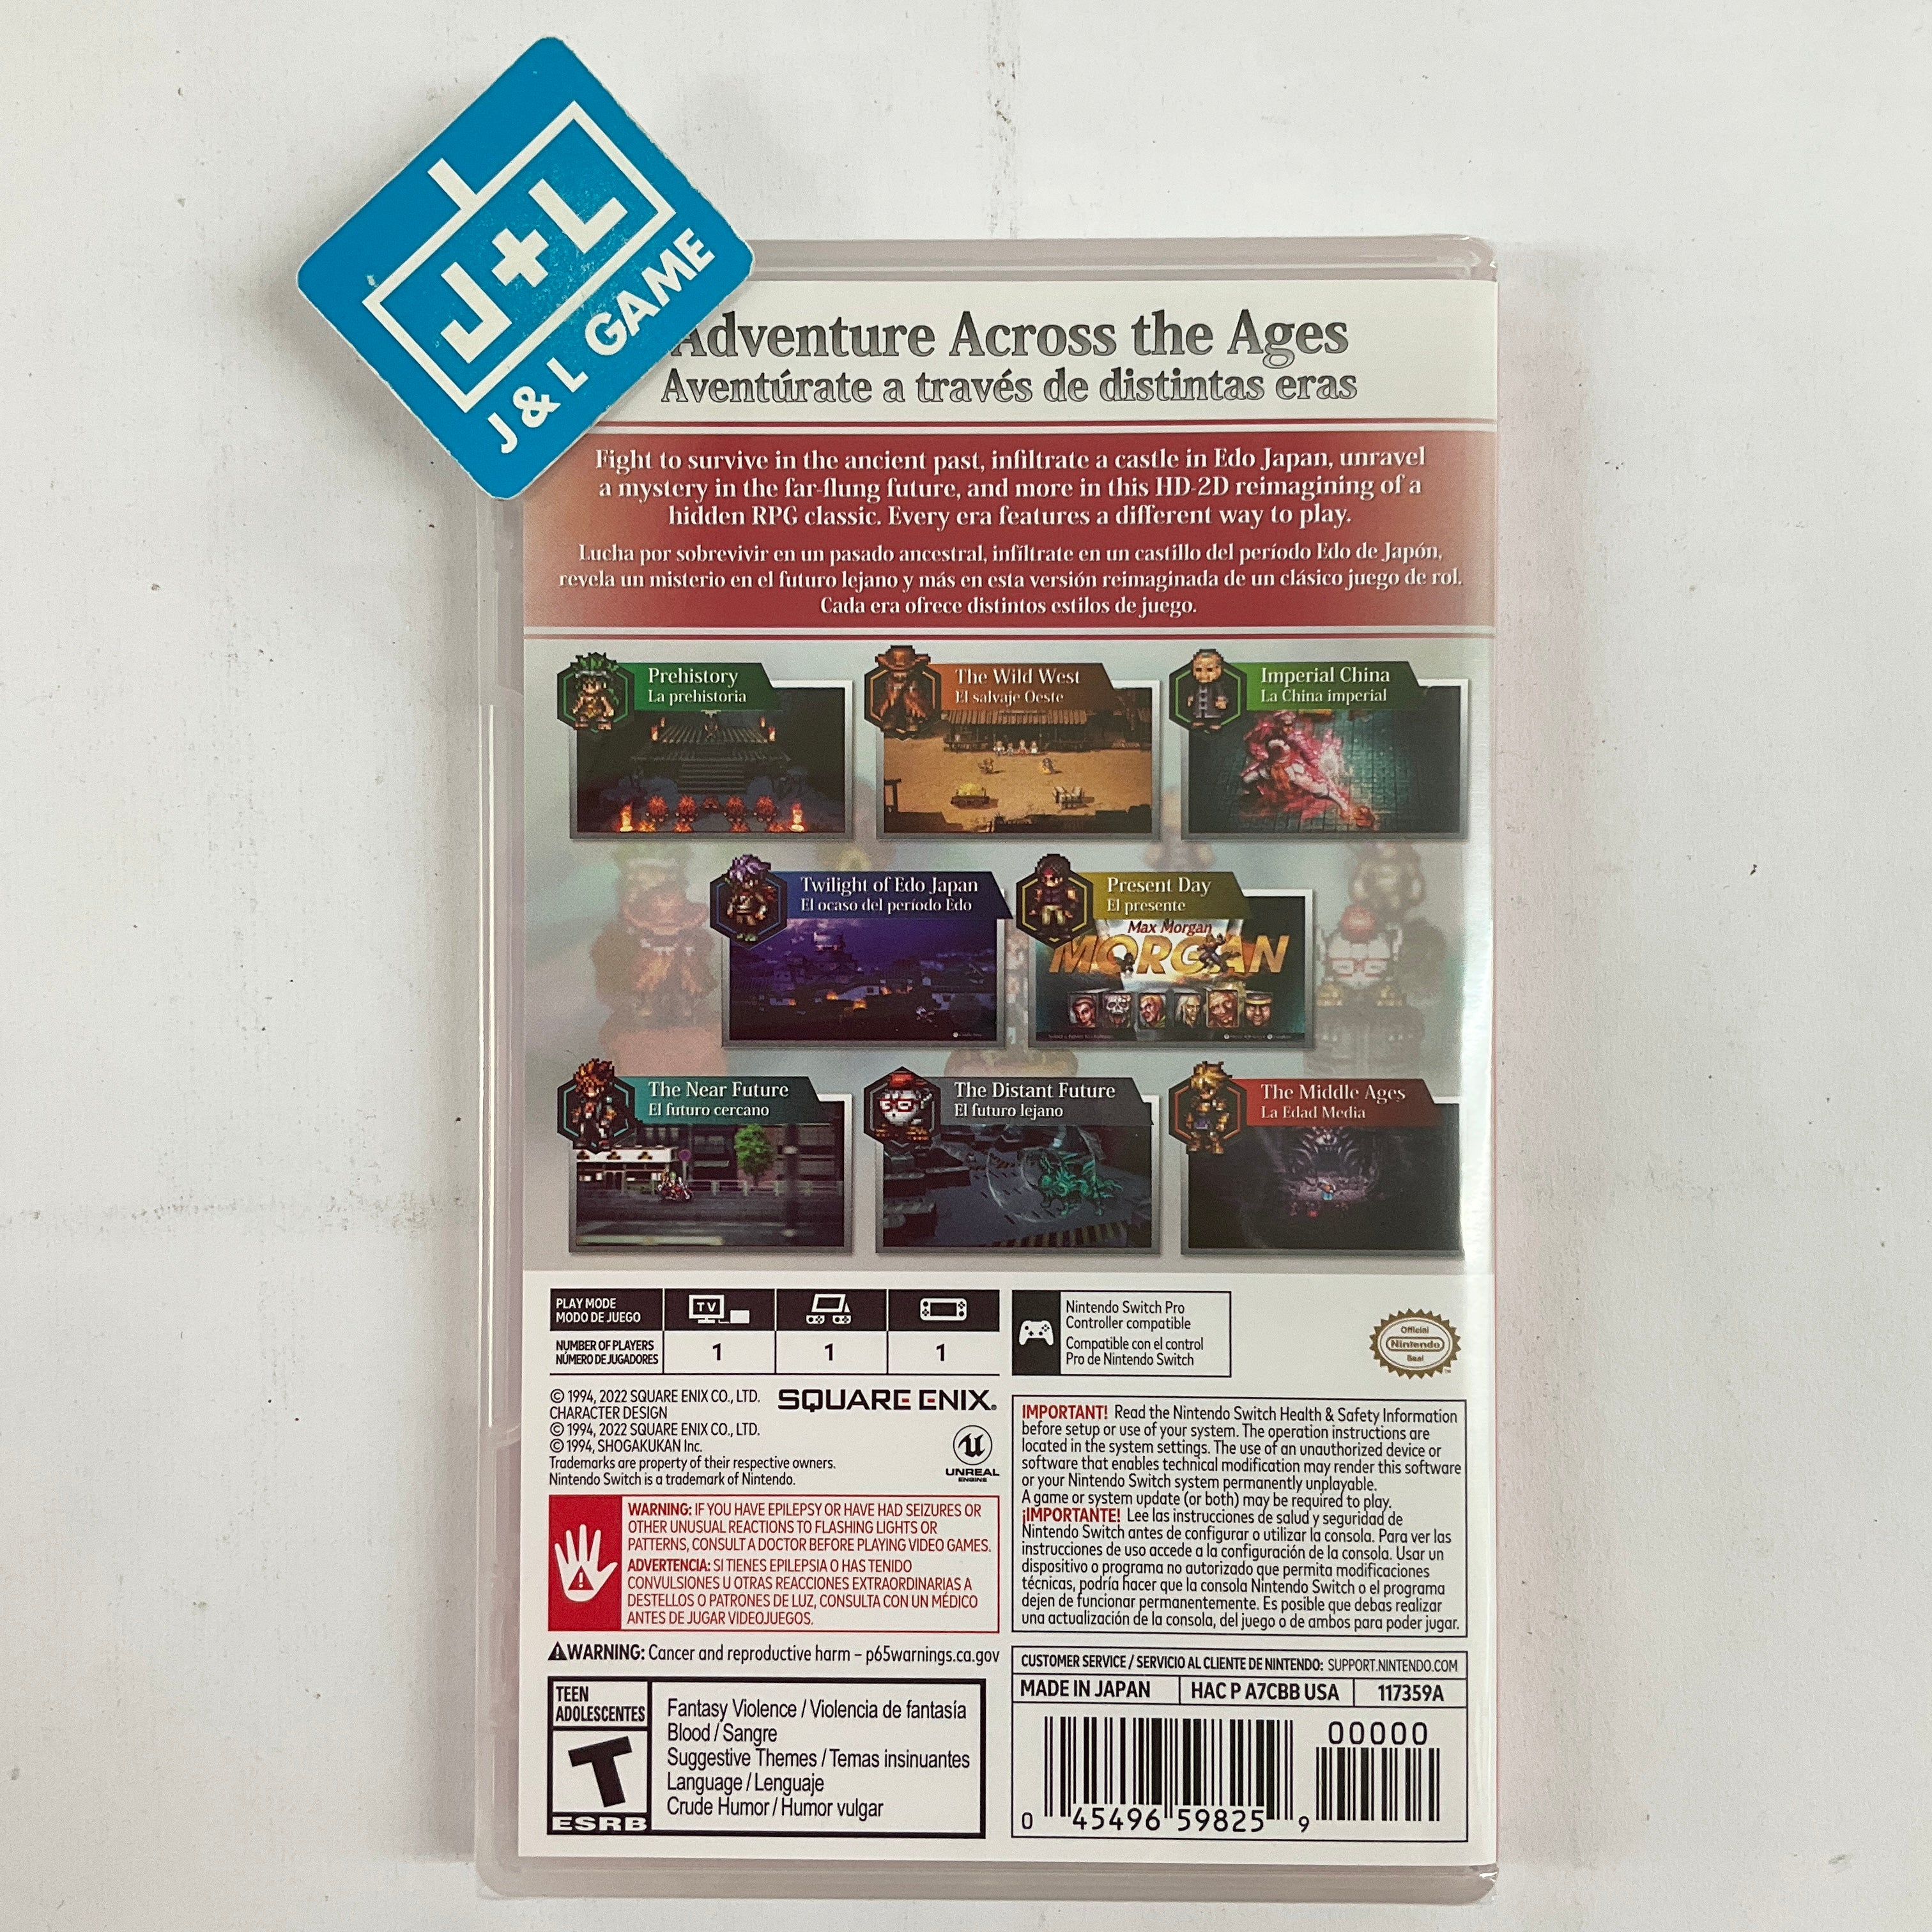 J+L
J & L GAME
Adventure Across the Ages
Aventúrate a través de distintas eras
Fight to survive in the ancient past, infiltrate a castle in Edo Japan, unravel
a mystery in the far-flung future, and more in this HD-2D reimagining of a
hidden RPG classic. Every era features a different way to play.
Lucha por sobrevivir en un pasado ancestral, infíltrate en un castillo del período Edo de Japón,
revela un misterio en el futuro lejano y más en esta versión reimaginada de un clásico juego de rol.
Cada era ofrece distintos estilos de juego.
Prehistory
La prehistoria
The Wild West
El salvaje Oeste
Imperial China
La China imperial
Twilight of Edo Japan
El ocaso del período Edo
Present Day
El presente
Max Morgan
MORGAN
The Near Future
El futuro cercano
The Distant Future
El futuro lejano
The Middle Ages
La Edad Media
PLAY MODE
MODO DE JUEGO
TV
NUMBER OF PLAYERS
NÚMERO DE JUGADORES
1
1
1
Nintendo Switch Pro
Controller compatible
Compatible con el control
Pro de Nintendo Switch
Official
Nintendo
Seal
© 1994, 2022 SQUARE ENIX CO., LTD.
CHARACTER DESIGN
© 1994, 2022 SQUARE ENIX CO., LTD.
© 1994, SHOGAKUKAN Inc.
Trademarks are property of their respective owners.
Nintendo Switch is a trademark of Nintendo.
SQUARE ENIX.
UNREAL
ENGINE
IMPORTANT! Read the Nintendo Switch Health & Safety Information
before setup or use of your system. The operation instructions are
located in the system settings. The use of an unauthorized device or
software that enables technical modification may render this software
or your Nintendo Switch system permanently unplayable.
A game or system update (or both) may be required to play.
¡IMPORTANTE! Lee las instrucciones de salud y seguridad de
Nintendo Switch antes de configurar o utilizar la consola. Para ver las
instrucciones de uso accede a la configuración de la consola. Usar un
dispositivo o programa no autorizado que permita modificaciones
técnicas, podría hacer que la consola Nintendo Switch o el programa
dejen de funcionar permanentemente. Es posible que debas realizar
una actualización de la consola, del juego o de ambos para poder jugar.
WARNING: IF YOU HAVE EPILEPSY OR HAVE HAD SEIZURES OR
OTHER UNUSUAL REACTIONS TO FLASHING LIGHTS OR
PATTERNS, CONSULT A DOCTOR BEFORE PLAYING VIDEO GAMES.
ADVERTENCIA: SI TIENES EPILEPSIA O HAS TENIDO
CONVULSIONES U OTRAS REACCIONES EXTRAORDINARIAS A
DESTELLOS O PATRONES DE LUZ, CONSULTA CON UN MÉDICO
ANTES DE JUGAR VIDEOJUEGOS.
WARNING: Cancer and reproductive harm – p65warnings.ca.gov
TEEN
ADOLESCENTES
T
ESRB
Fantasy Violence / Violencia de fantasía
Blood / Sangre
Suggestive Themes / Temas insinuantes
Language / Lenguaje
Crude Humor / Humor vulgar
CUSTOMER SERVICE / SERVICIO AL CLIENTE DE NINTENDO: SUPPORT.NINTENDO.COM
MADE IN JAPAN
HAC P A7CBB USA
117359A
00000
0 45496 59825 9